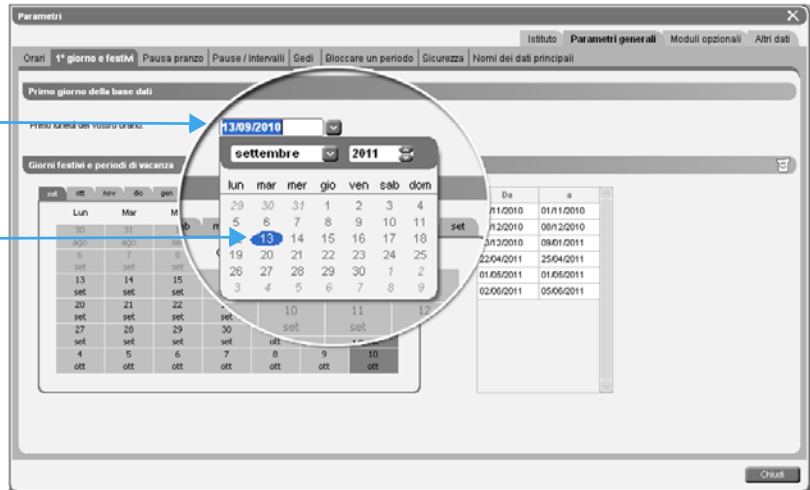 Parametri
Istituto Parametri generali Moduli opzionali Altri dati
Orari 1° giorno e festivi Pausa pranzo Pause / Intervalli Sedi Bloccare un periodo Sicurezza Nomi dei dati principali
Primo giorno della base dati
Primo lunedì del vostro orario:
13/09/2010
settembre 2011
lun mar mer gio ven sab dom
29 30 31 1 2 3 4
5 6 7 8 9 10 11
13 14 15 16 17 18
19 20 21 22 23 24 25
26 27 28 29 30 1 2
3 4 5 6 7 8 9
Giorni festivi e periodi di vacanza
set ott nov dic gen set
Lun Mar M
30 31
ago ago
6 7 8
set set set
13 14 15
set set set
20 21 22 10 11 12
set set set set set
27 28 29 30
set set set set ott
4 5 6 7 8 9 10
ott ott ott ott ott ott ott
Da a
/11/2010 01/11/2010
/12/2010 08/12/2010
/12/2010 09/01/2011
22/04/2011 25/04/2011
01/05/2011 01/05/2011
02/06/2011 05/06/2011
Chiudi